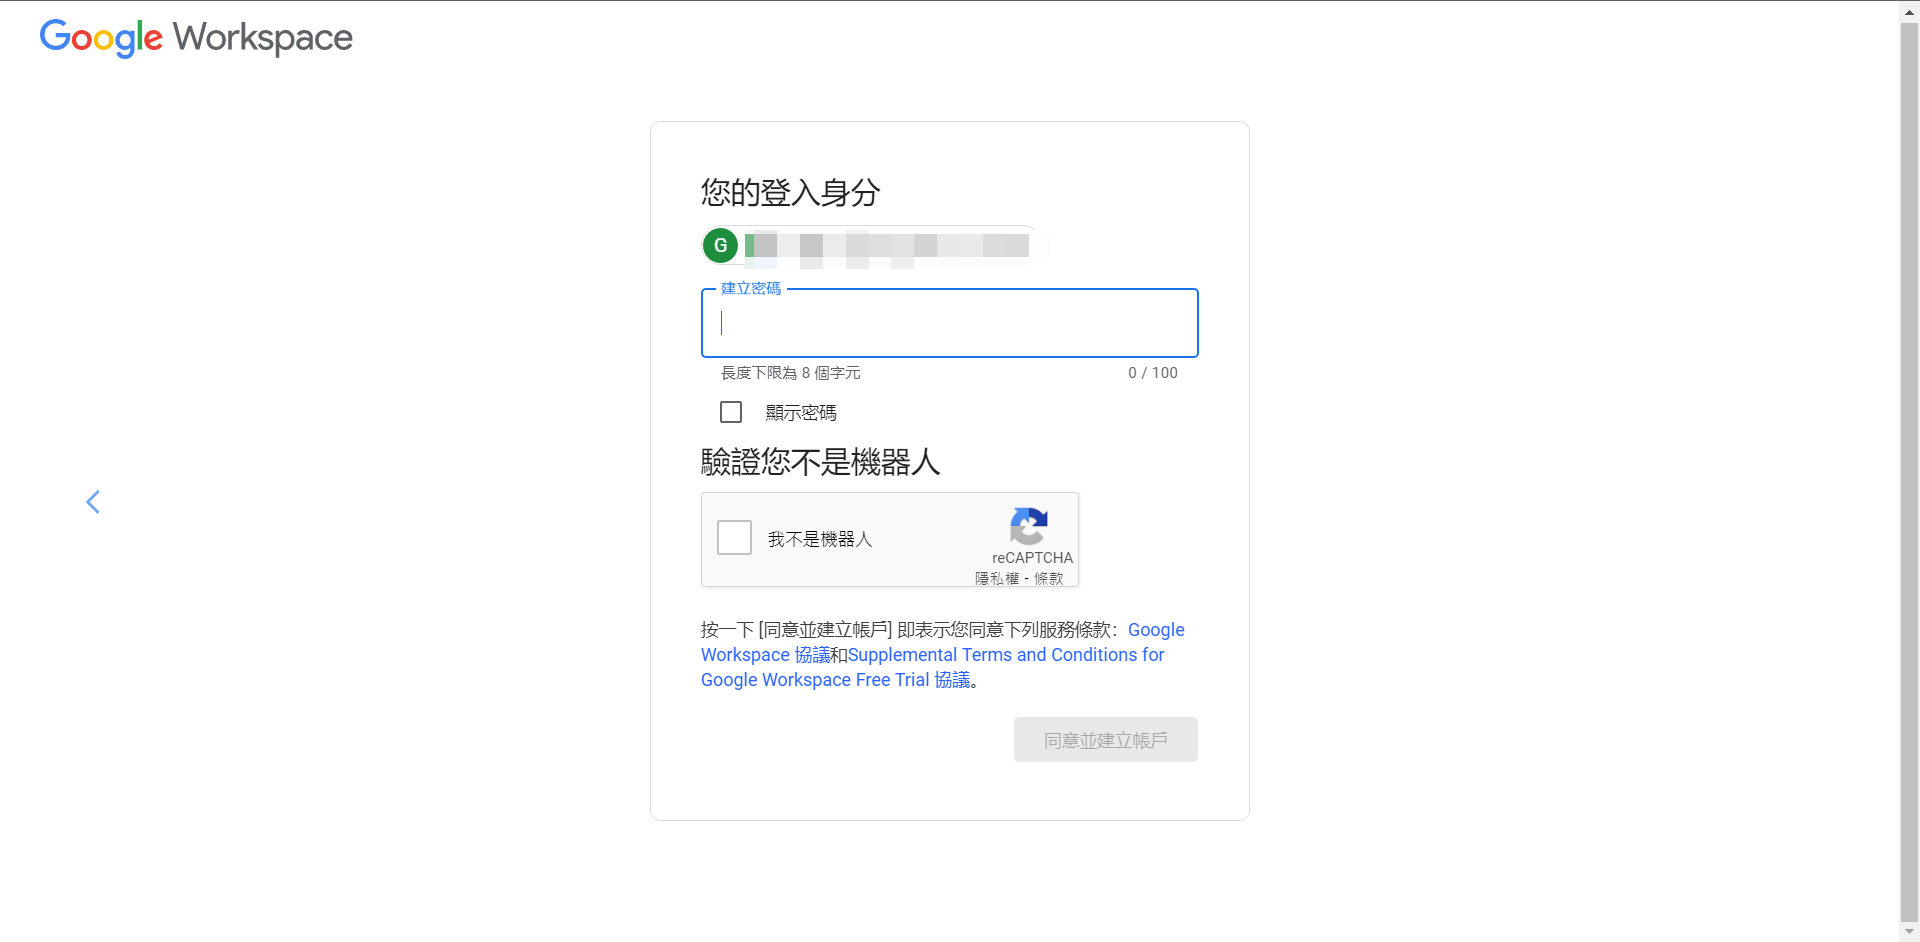 Google Workspace
您的登入身分
G
建立密碼
長度下限為 8 個字元
0 / 100
顯示密碼
驗證您不是機器人
我不是機器人
reCAPTCHA
隱私權 - 條款
按一下 [同意並建立帳戶] 即表示您同意下列服務條款：Google
Workspace 協議和Supplemental Terms and Conditions for
Google Workspace Free Trial 協議。
同意並建立帳戶